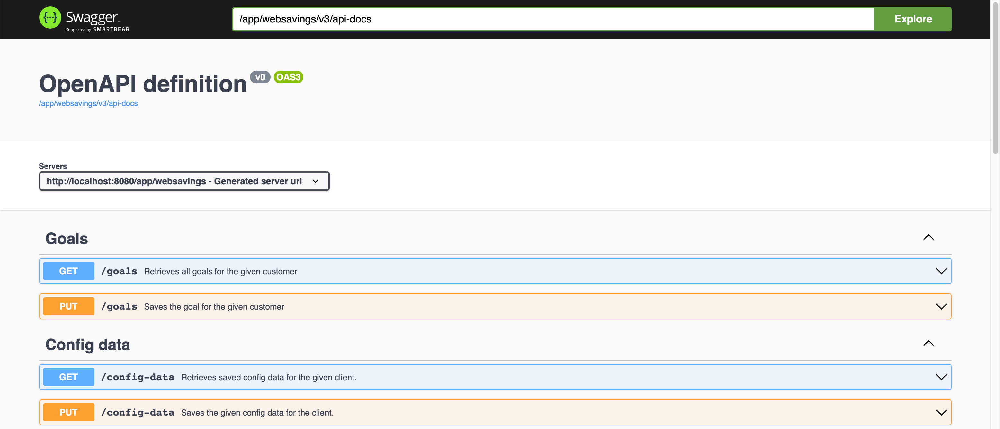 Swagger
Supported by SMARTBEAR
/app/websavings/v3/api-docs
Explore
OpenAPI definition v0 OAS3
/app/websavings/v3/api-docs
Servers
http://localhost:8080/app/websavings - Generated server url
Goals
GET /goals Retrieves all goals for the given customer
PUT /goals Saves the goal for the given customer
Config data
GET /config-data Retrieves saved config data for the given client.
PUT /config-data Saves the given config data for the client.